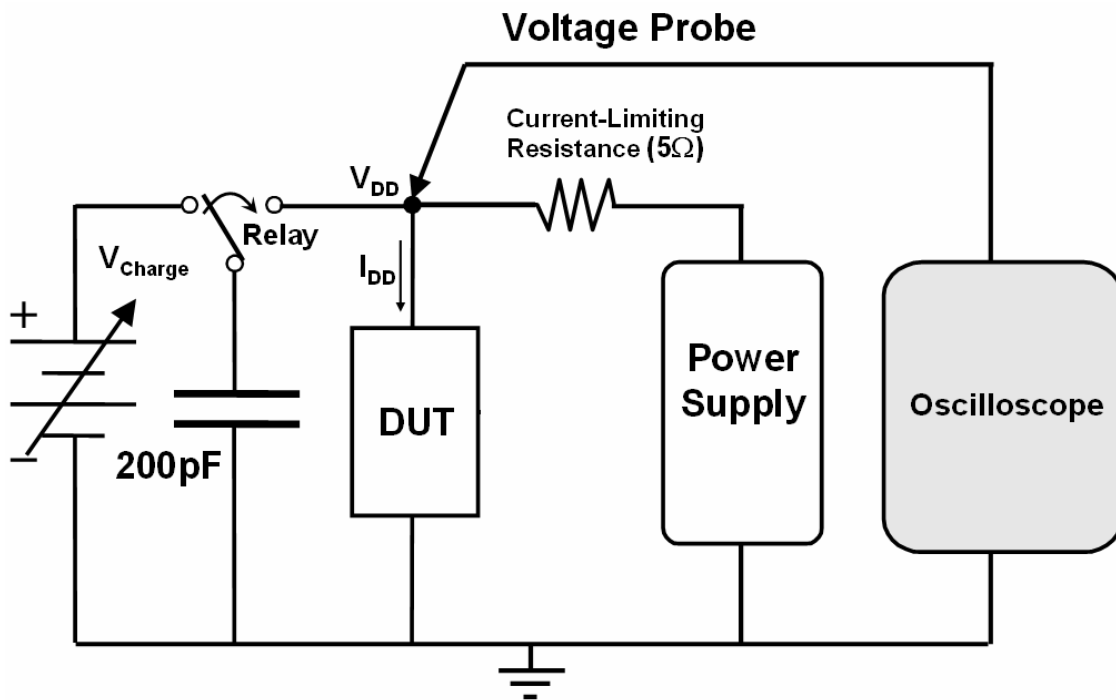 Voltage Probe
Current-Limiting
Resistance (5Ω)
V_DD
Relay
V_Charge
I_DD
+
−
200pF
DUT
Power
Supply
Oscilloscope